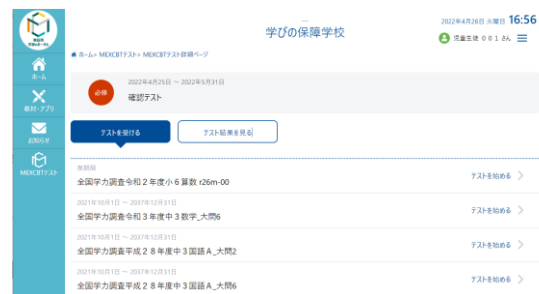 2022年4月26日 火曜日 16:56
学びの保障学校
児童生徒 001 さん
ホーム> MEXCBTテスト> MEXCBTテスト詳細ページ
ホーム
教材・アプリ
お知らせ
MEXCBTテスト
2022年4月25日 ～ 2022年5月31日
必修
確認テスト
テストを受ける
テスト結果を見る
無期限
全国学力調査令和2年度小6算数 r26m-00
テストを始める
2021年10月1日 ～ 2037年12月31日
全国学力調査令和3年度中3数学_大問6
テストを始める
2021年10月1日 ～ 2037年12月31日
全国学力調査平成28年度中3国語A_大問2
テストを始める
2021年10月1日 ～ 2037年12月31日
全国学力調査平成28年度中3国語A_大問6
テストを始める